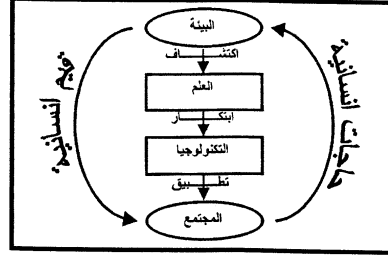 البيئة
اكتشاف
العلم
ابتكار
التكنولوجيا
تطبيق
المجتمع
حاجات انسانية
قيم انسانية